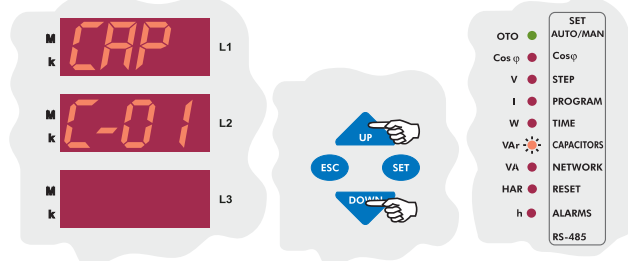 M
k
CAP
L1
M
k
C-01
L2
M
k
L3
UP
ESC
SET
DOWN
SET
OTO AUTO/MAN
Cos φ Cosφ
V STEP
I PROGRAM
W TIME
VAr CAPACITORS
VA NETWORK
HAR RESET
h ALARMS
RS-485